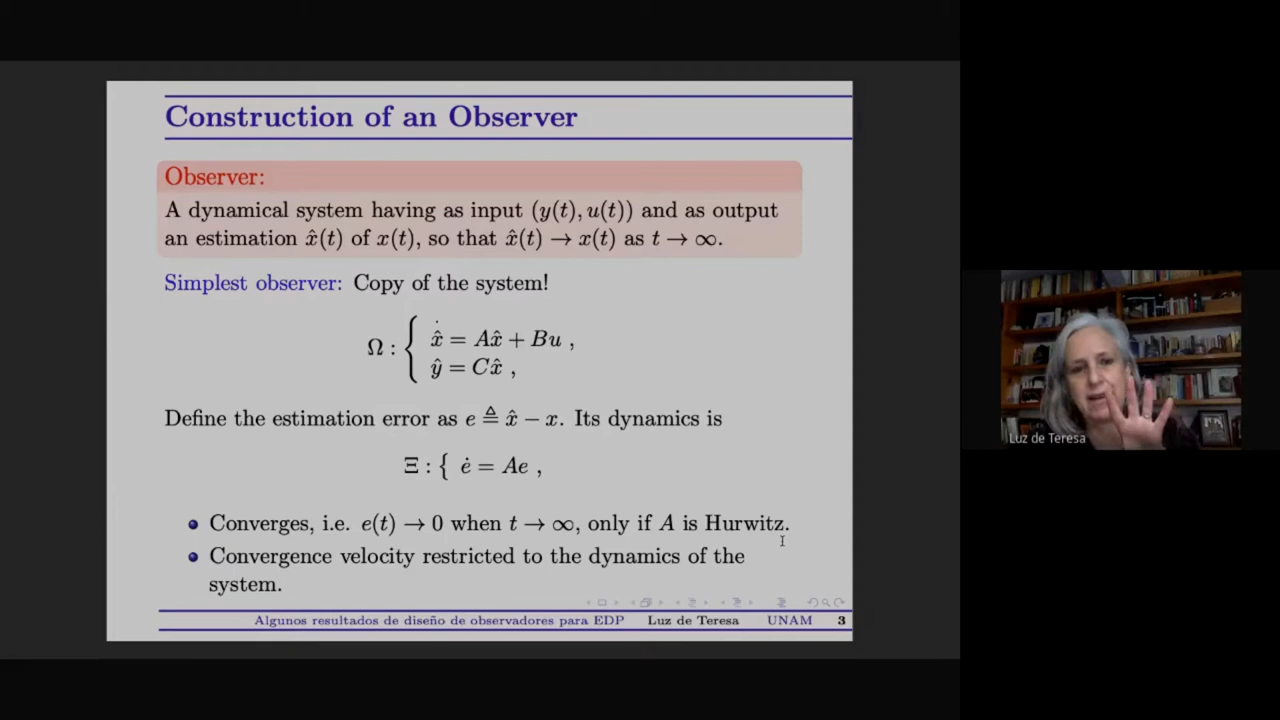 Construction of an Observer
Observer:
A dynamical system having as input (y(t), u(t)) and as output
an estimation x̂(t) of x(t), so that x̂(t) → x(t) as t → ∞.
Simplest observer: Copy of the system!
Ω : { x̂̇ = Ax̂ + Bu ,
ŷ = Cx̂ ,
Define the estimation error as e ≜ x̂ − x. Its dynamics is
Ξ : { ė = Ae ,
Converges, i.e. e(t) → 0 when t → ∞, only if A is Hurwitz.
Convergence velocity restricted to the dynamics of the
system.
Algunos resultados de diseño de observadores para EDP Luz de Teresa UNAM 3
Luz de Teresa